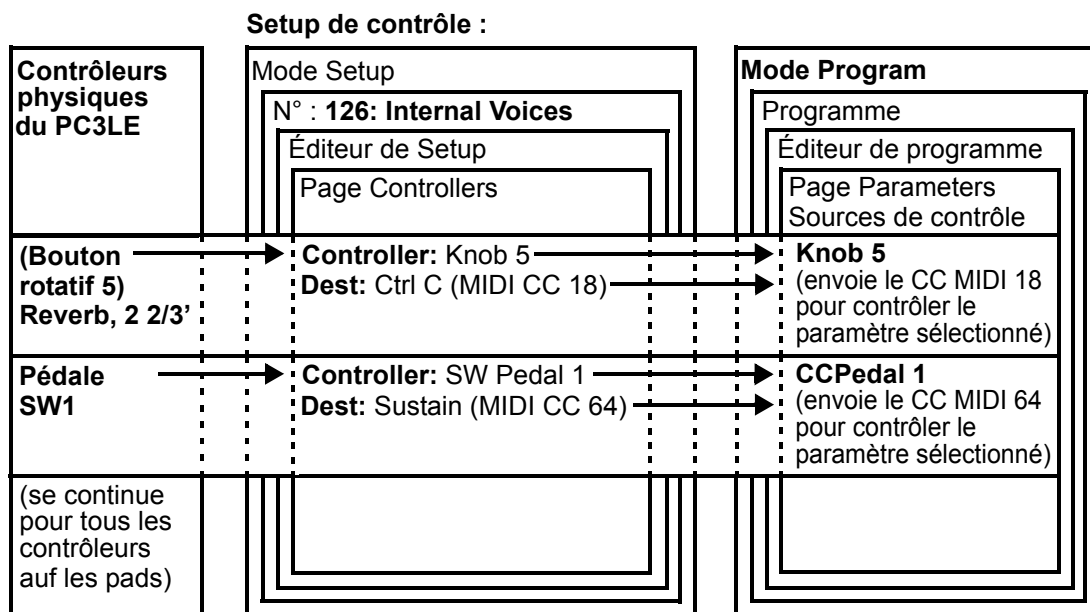 Setup de contrôle :
Contrôleurs
physiques
du PC3LE
Mode Setup
N° : 126: Internal Voices
Éditeur de Setup
Page Controllers
Mode Program
Programme
Éditeur de programme
Page Parameters
Sources de contrôle
(Bouton
rotatif 5)
Reverb, 2 2/3’
Controller: Knob 5
Dest: Ctrl C (MIDI CC 18)
Knob 5
(envoie le CC MIDI 18
pour contrôler le
paramètre sélectionné)
Pédale
SW1
Controller: SW Pedal 1
Dest: Sustain (MIDI CC 64)
CCPedal 1
(envoie le CC MIDI 64
pour contrôler le
paramètre sélectionné)
(se continue
pour tous les
contrôleurs
auf les pads)